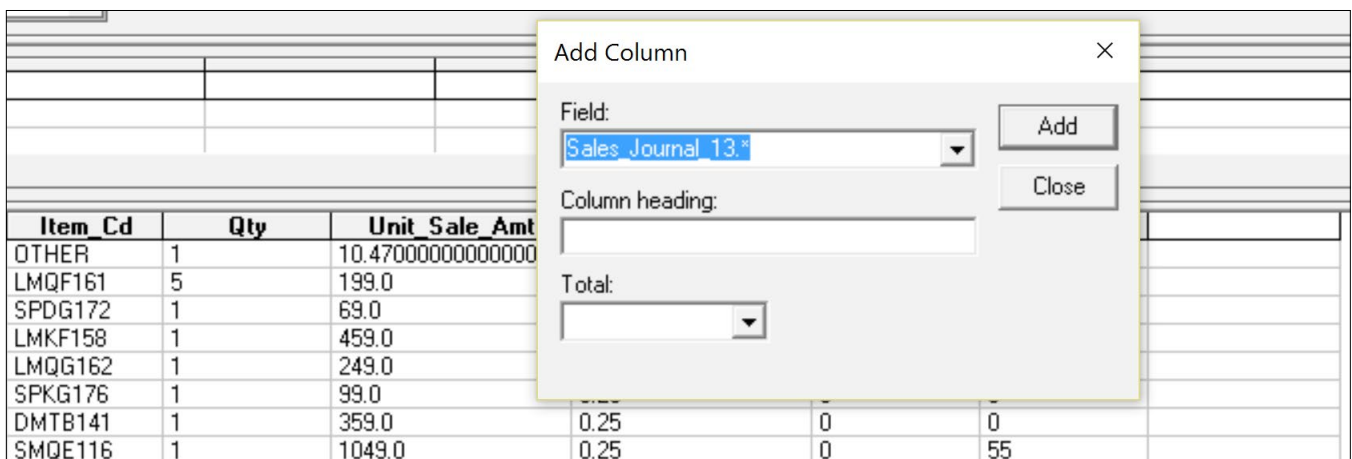 Add Column
Field:
Add
Sales_Journal_13.*
Close
Column heading:
Total:
Item_Cd Qty Unit_Sale_Amt
OTHER 1 10.47000000000000
LMQF161 5 199.0
SPDG172 1 69.0
LMKF158 1 459.0
LMQG162 1 249.0
SPKG176 1 99.0
DMTB141 1 359.0 0.25 0 0
SMQE116 1 1049.0 0.25 0 55